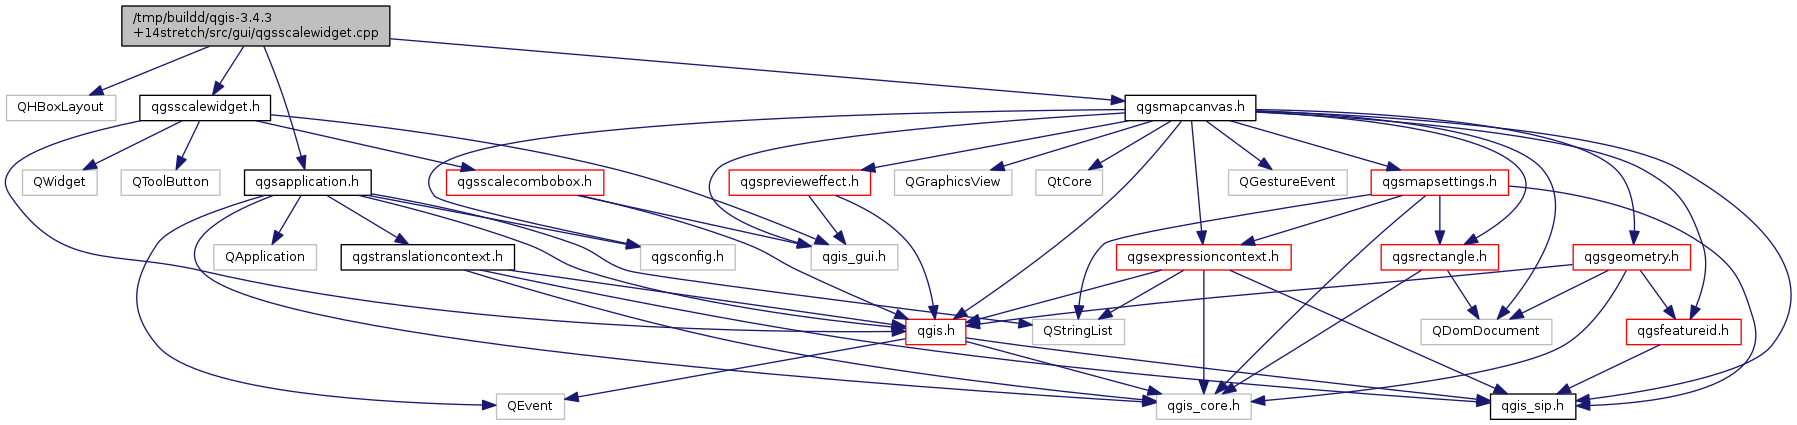 /tmp/buildd/qgis-3.4.3
+14stretch/src/gui/qgsscalewidget.cpp
QHBoxLayout
qgsscalewidget.h
qgsmapcanvas.h
QWidget
QToolButton
qgsapplication.h
qgsscalecombobox.h
qgsprevieweffect.h
QGraphicsView
QtCore
QGestureEvent
qgsmapsettings.h
QApplication
qgstranslationcontext.h
qgsconfig.h
qgis_gui.h
qgsexpressioncontext.h
qgsrectangle.h
qgsgeometry.h
qgis.h
QStringList
QDomDocument
qgsfeatureid.h
QEvent
qgis_core.h
qgis_sip.h